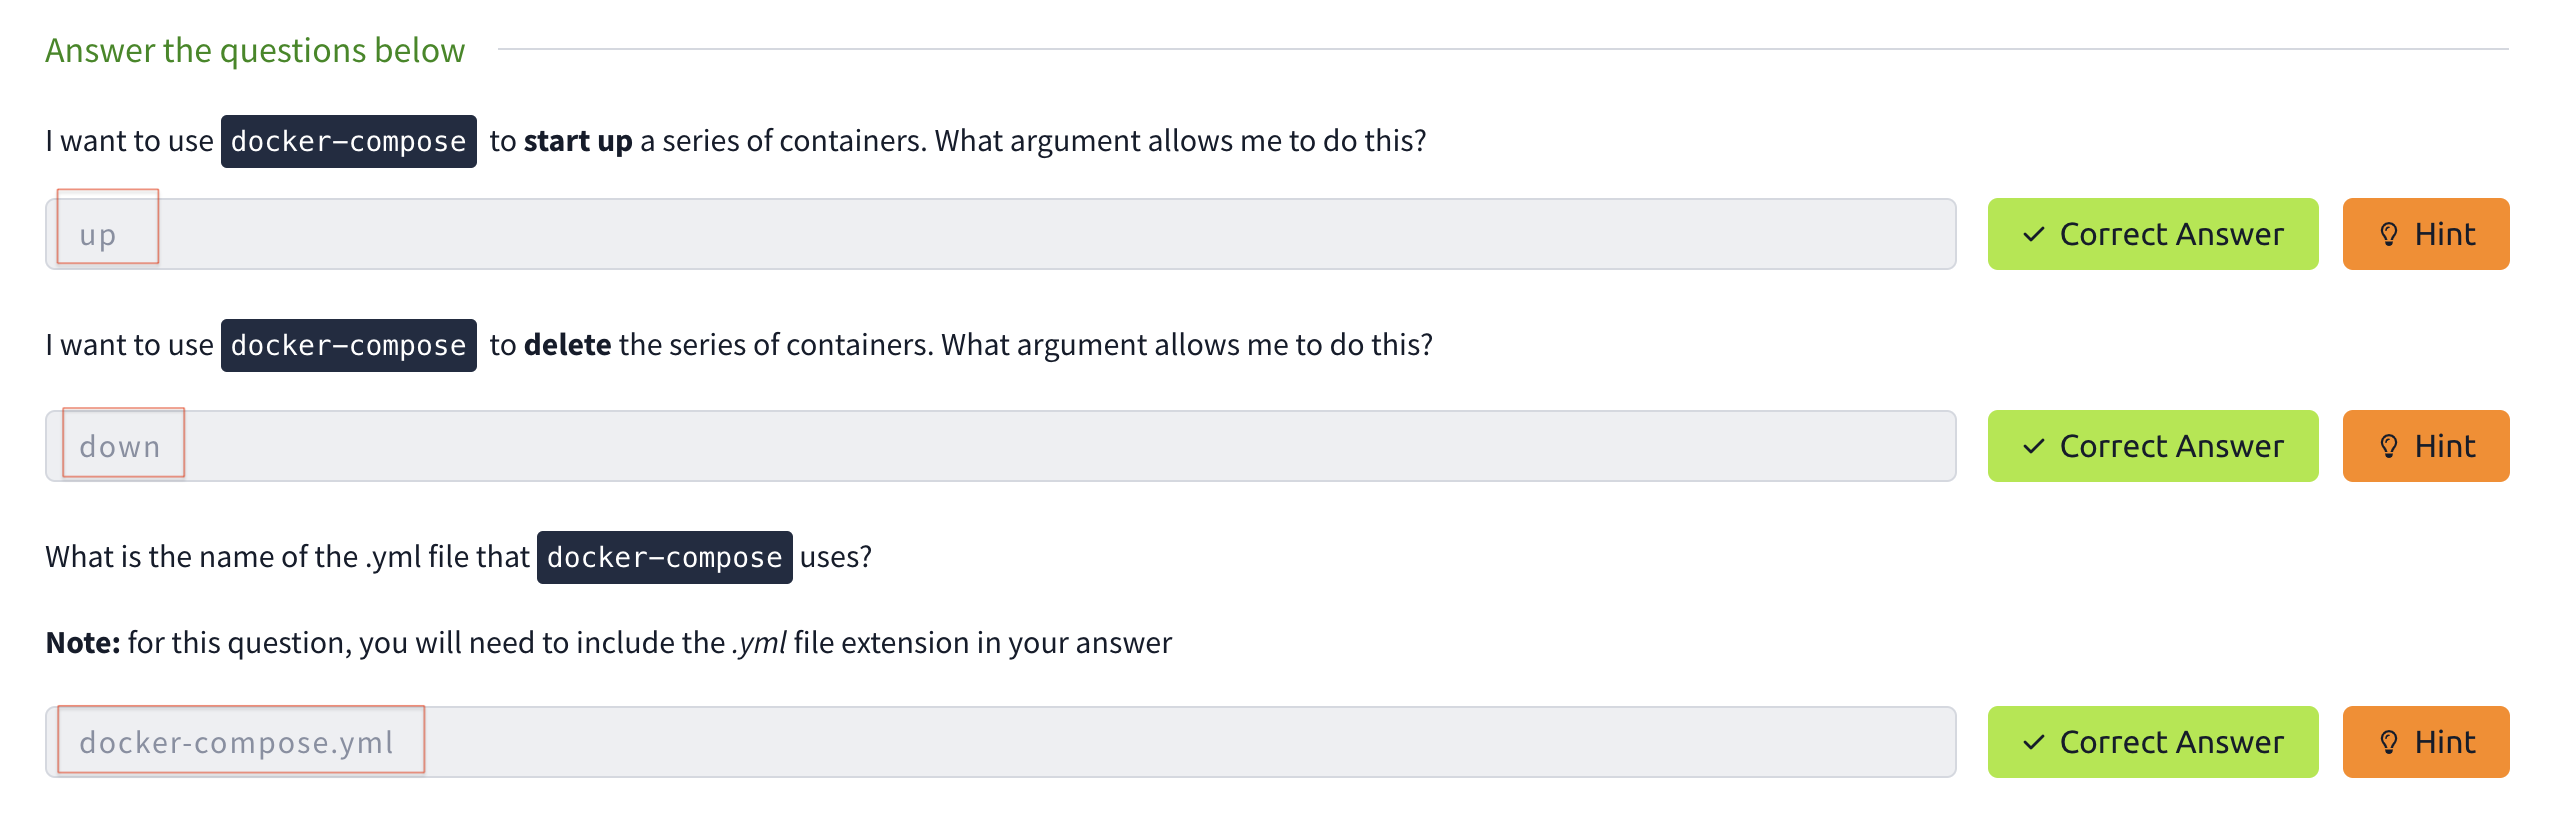 Answer the questions below
I want to use docker-compose to start up a series of containers. What argument allows me to do this?
up Correct Answer Hint
I want to use docker-compose to delete the series of containers. What argument allows me to do this?
down Correct Answer Hint
What is the name of the .yml file that docker-compose uses?
Note: for this question, you will need to include the .yml file extension in your answer
docker-compose.yml Correct Answer Hint